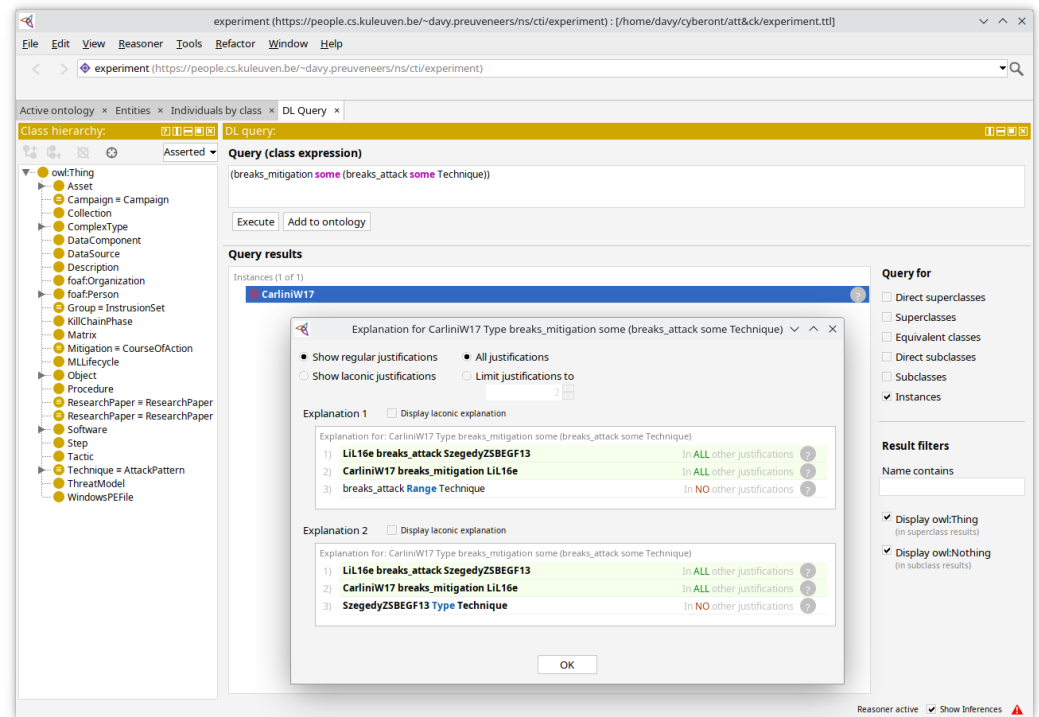 experiment (https://people.cs.kuleuven.be/~davy.preuveneers/ns/cti/experiment) : [/home/davy/cyberont/att&ck/experiment.ttl]
File Edit View Reasoner Tools Refactor Window Help
experiment (https://people.cs.kuleuven.be/~davy.preuveneers/ns/cti/experiment)
Active ontology × Entities × Individuals by class × DL Query ×
Class hierarchy:
Asserted
owl:Thing
Asset
Campaign ≡ Campaign
Collection
ComplexType
DataComponent
DataSource
Description
foaf:Organization
foaf:Person
Group ≡ InstrusionSet
KillChainPhase
Matrix
Mitigation ≡ CourseOfAction
MLLifecycle
Object
Procedure
ResearchPaper ≡ ResearchPaper
ResearchPaper ≡ ResearchPaper
Software
Step
Tactic
Technique ≡ AttackPattern
ThreatModel
WindowsPEFile
DL query:
Query (class expression)
(breaks_mitigation some (breaks_attack some Technique))
Execute Add to ontology
Query results
Instances (1 of 1)
CarliniW17 ?
Explanation for CarliniW17 Type breaks_mitigation some (breaks_attack some Technique)
Show regular justifications All justifications
Show laconic justifications Limit justifications to
2
Explanation 1 Display laconic explanation
Explanation for: CarliniW17 Type breaks_mitigation some (breaks_attack some Technique)
1) LiL16e breaks_attack SzegedyZSBEGF13 In ALL other justifications ?
2) CarliniW17 breaks_mitigation LiL16e In ALL other justifications ?
3) breaks_attack Range Technique In NO other justifications ?
Explanation 2 Display laconic explanation
Explanation for: CarliniW17 Type breaks_mitigation some (breaks_attack some Technique)
1) LiL16e breaks_attack SzegedyZSBEGF13 In ALL other justifications ?
2) CarliniW17 breaks_mitigation LiL16e In ALL other justifications ?
3) SzegedyZSBEGF13 Type Technique In NO other justifications ?
OK
Query for
Direct superclasses
Superclasses
Equivalent classes
Direct subclasses
Subclasses
Instances
Result filters
Name contains
Display owl:Thing
(in superclass results)
Display owl:Nothing
(in subclass results)
Reasoner active Show Inferences